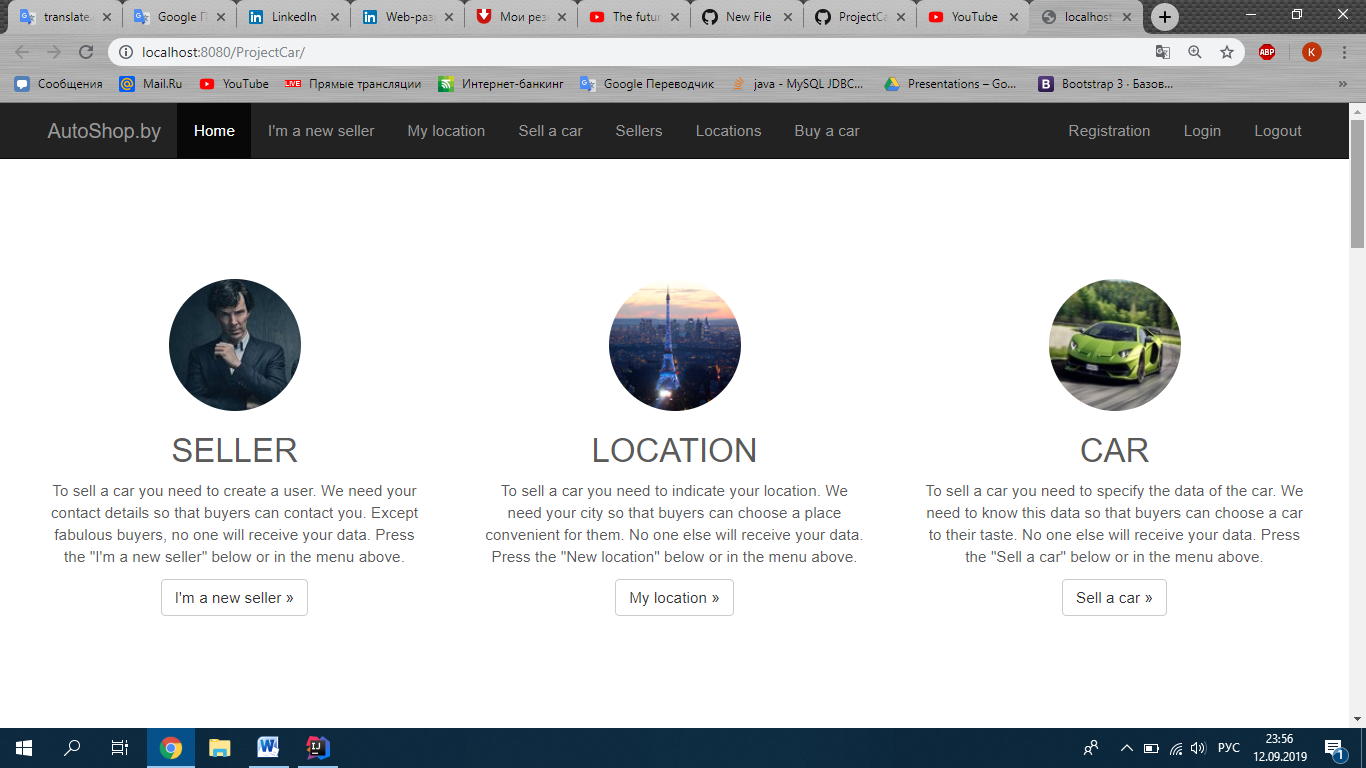 translate. Google П LinkedIn Web-раз Мои рез The futur New File ProjectCa YouTube localhost
localhost:8080/ProjectCar/
ABP
K
Сообщения Mail.Ru YouTube LIVE Прямые трансляции Интернет-банкинг Google Переводчик java - MySQL JDBC... Presentations – Go... B Bootstrap 3 · Базов... »
AutoShop.by Home I'm a new seller My location Sell a car Sellers Locations Buy a car Registration Login Logout
SELLER
To sell a car you need to create a user. We need your
contact details so that buyers can contact you. Except
fabulous buyers, no one will receive your data. Press
the "I'm a new seller" below or in the menu above.
I'm a new seller »
LOCATION
To sell a car you need to indicate your location. We
need your city so that buyers can choose a place
convenient for them. No one else will receive your data.
Press the "New location" below or in the menu above.
My location »
CAR
To sell a car you need to specify the data of the car. We
need to know this data so that buyers can choose a car
to their taste. No one else will receive your data. Press
the "Sell a car" below or in the menu above.
Sell a car »
РУС
23:56
12.09.2019
1